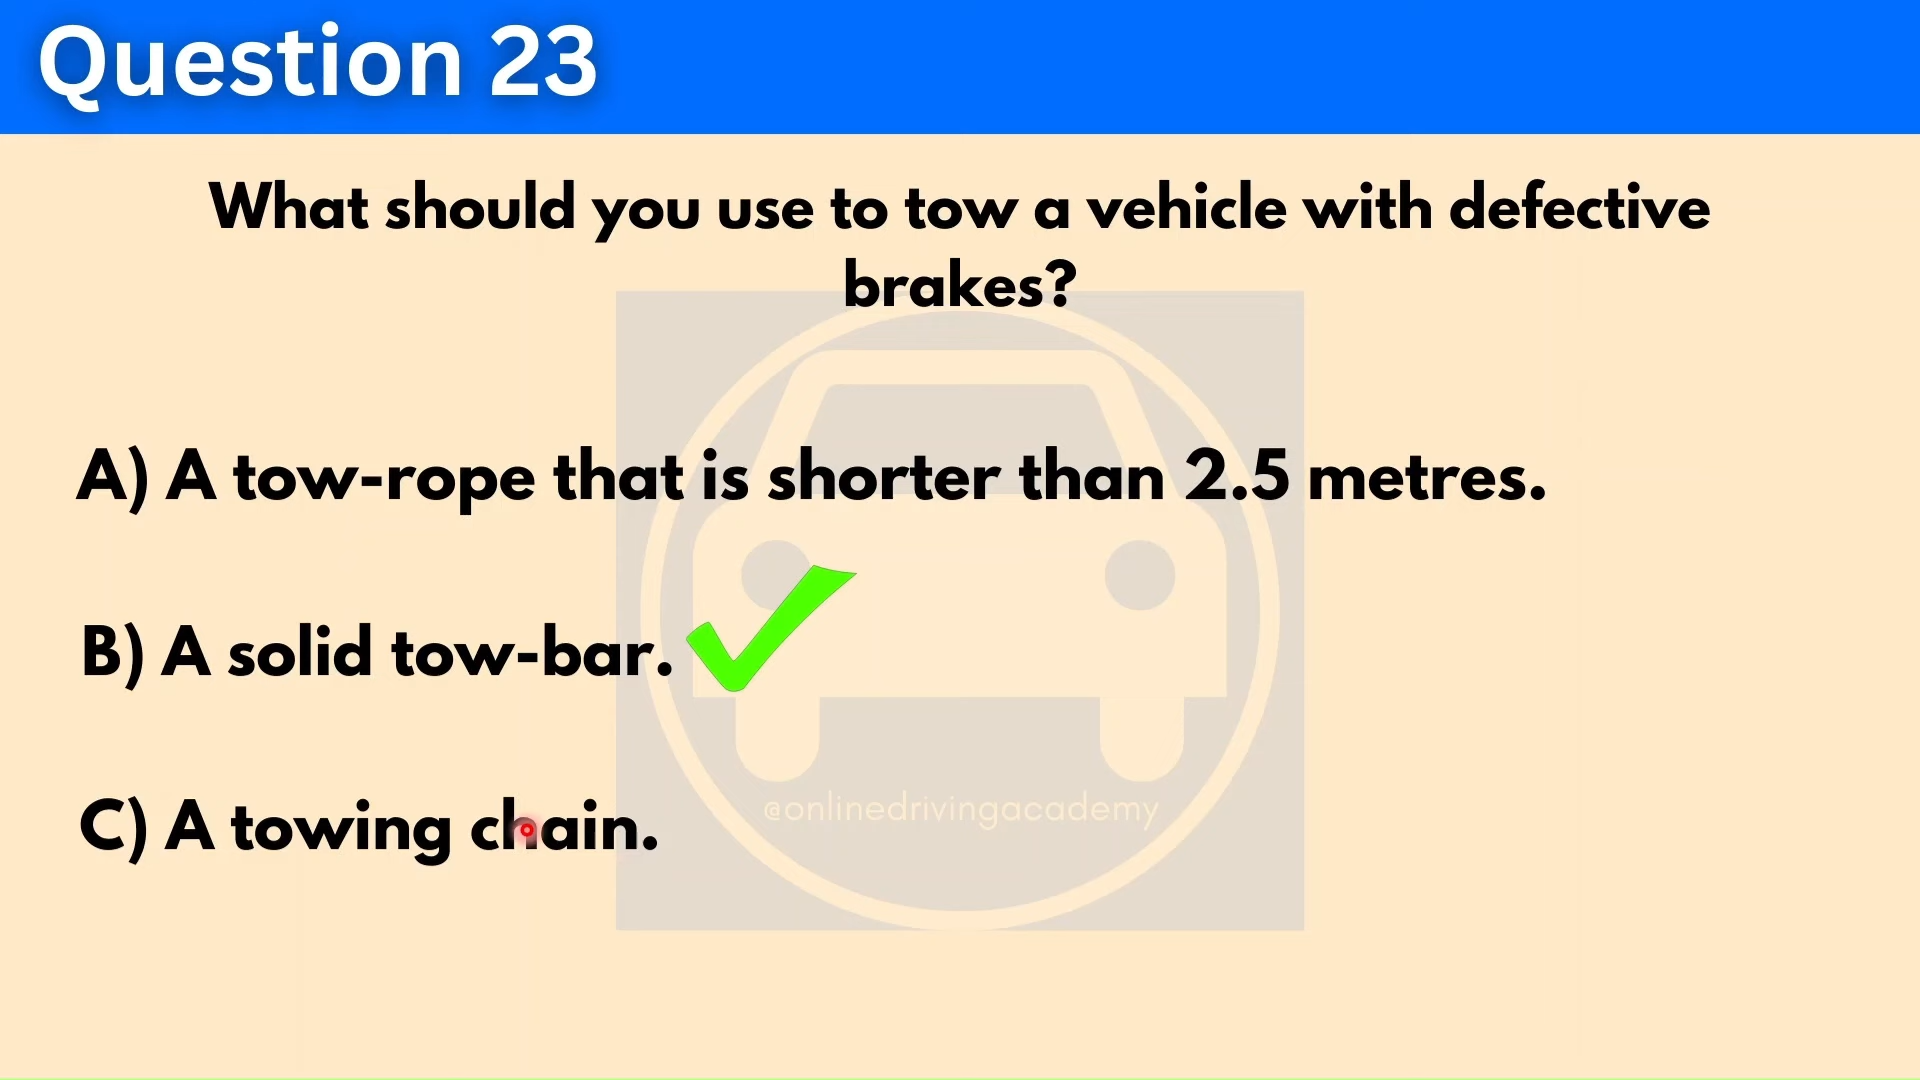 Question 23
What should you use to tow a vehicle with defective
brakes?
A) A tow-rope that is shorter than 2.5 metres.
B) A solid tow-bar.
C) A towing chain.
@onlinedrivingacademy